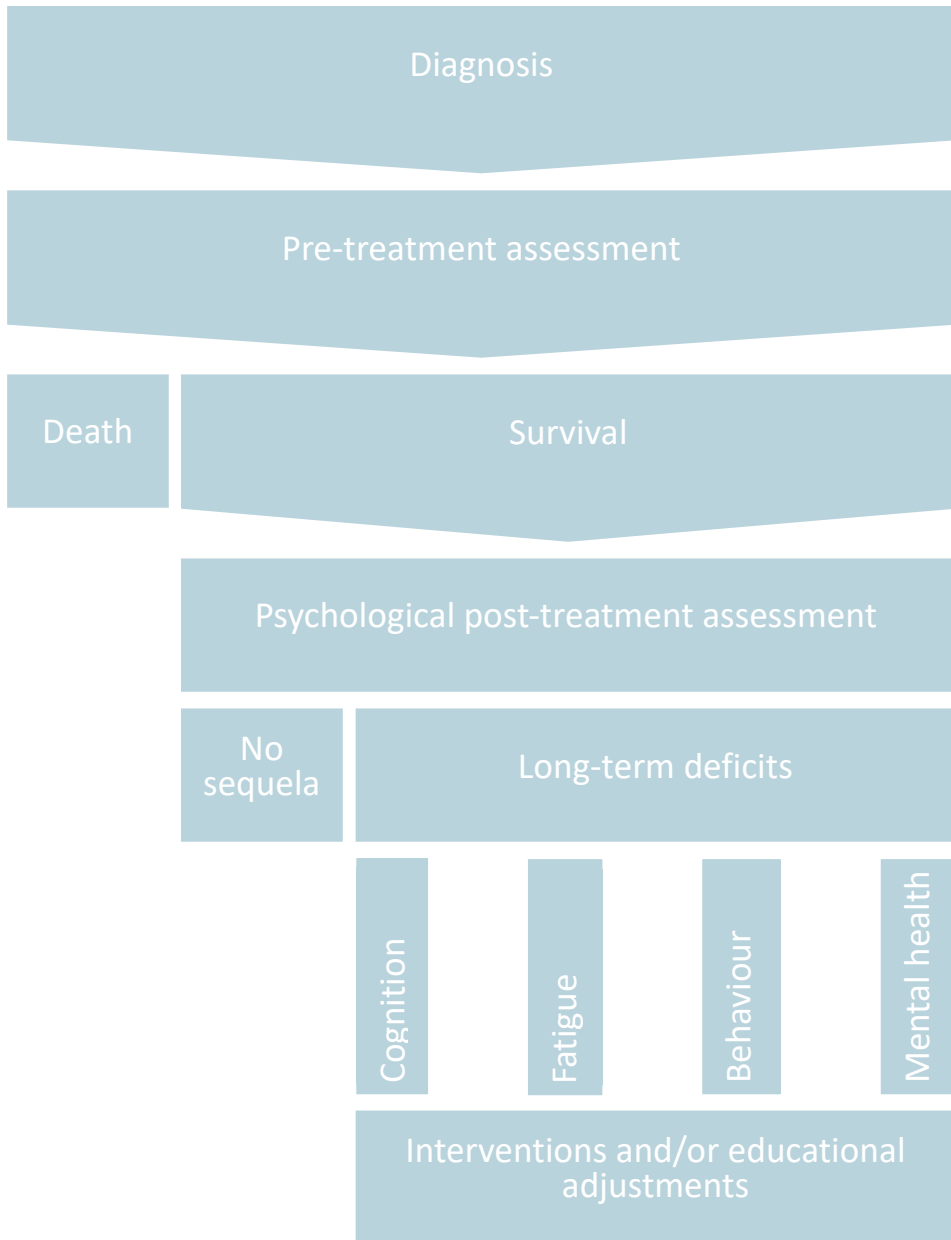 Diagnosis
Pre-treatment assessment
Death
Survival
Psychological post-treatment assessment
No
sequela
Long-term deficits
Cognition
Fatigue
Behaviour
Mental health
Interventions and/or educational
adjustments